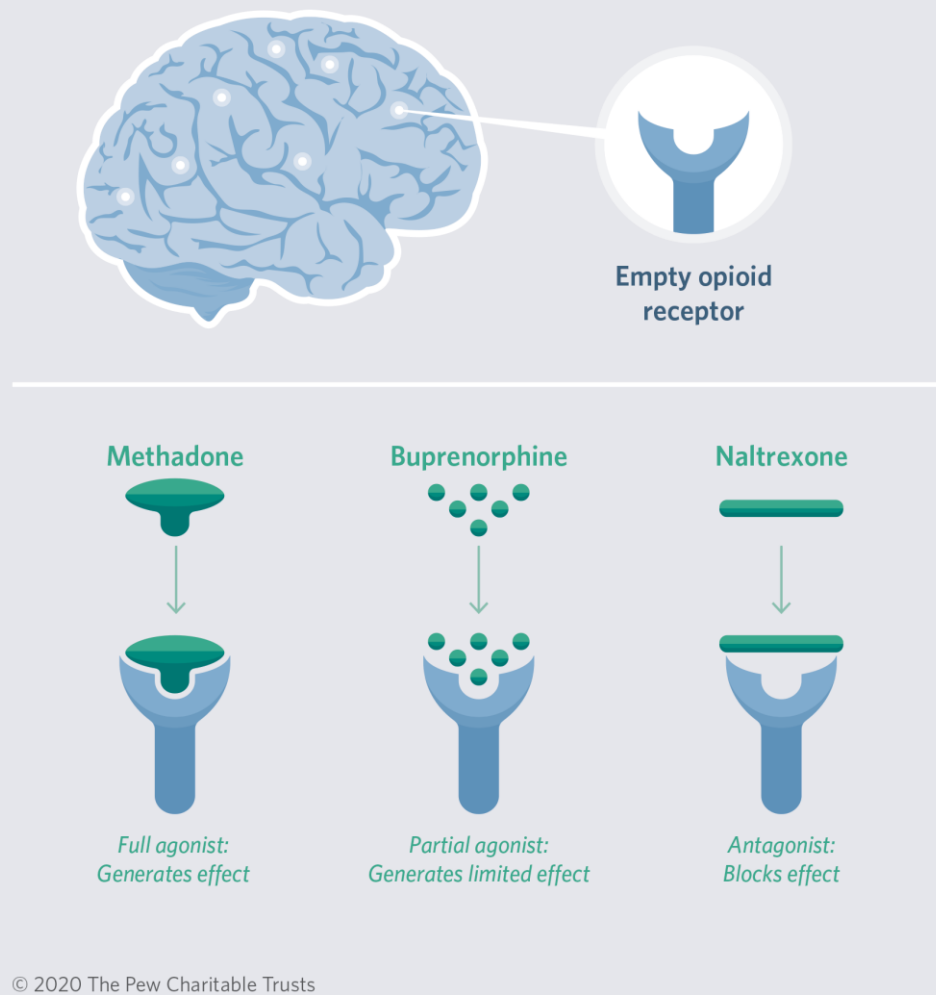 Empty opioid
receptor
Methadone
Buprenorphine
Naltrexone
Full agonist:
Generates effect
Partial agonist:
Generates limited effect
Antagonist:
Blocks effect
© 2020 The Pew Charitable Trusts